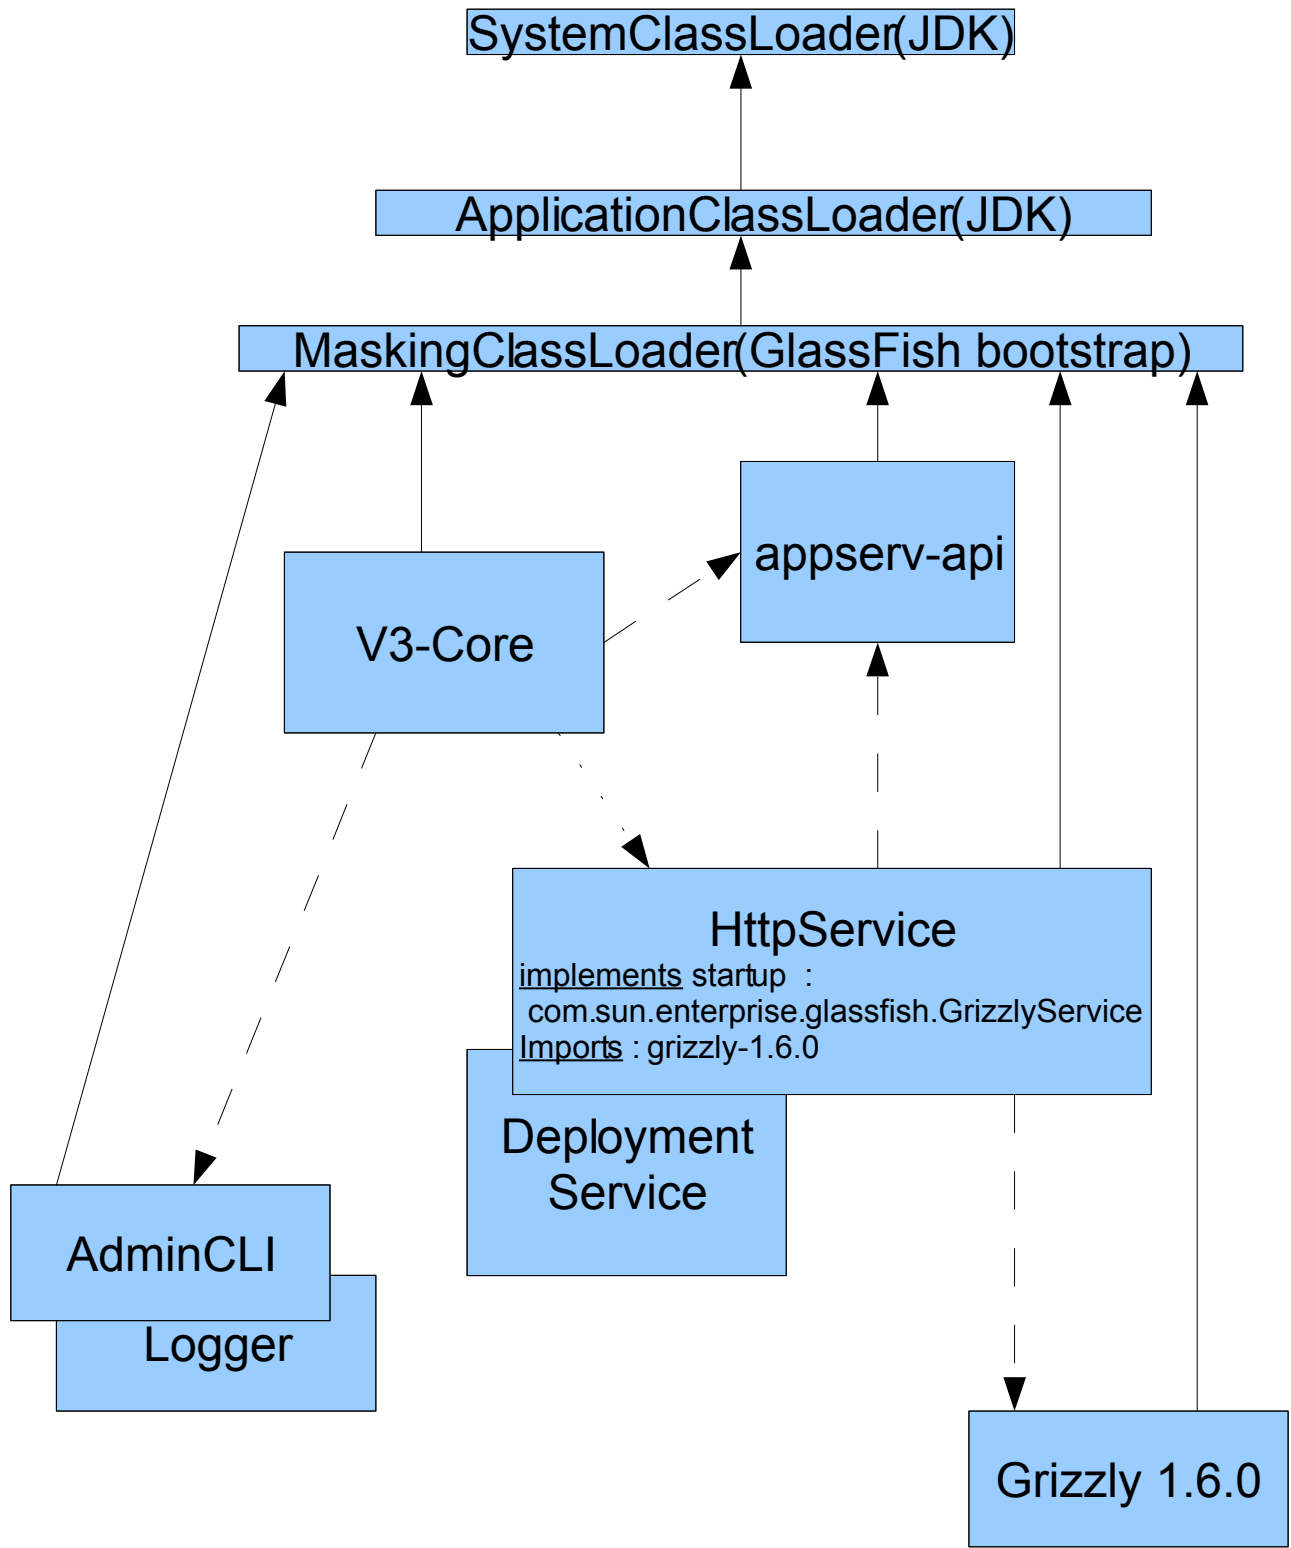 SystemClassLoader(JDK)
ApplicationClassLoader(JDK)
MaskingClassLoader(GlassFish bootstrap)
appserv-api
V3-Core
HttpService
implements startup :
com.sun.enterprise.glassfish.GrizzlyService
Imports : grizzly-1.6.0
Deployment
Service
AdminCLI
Logger
Grizzly 1.6.0